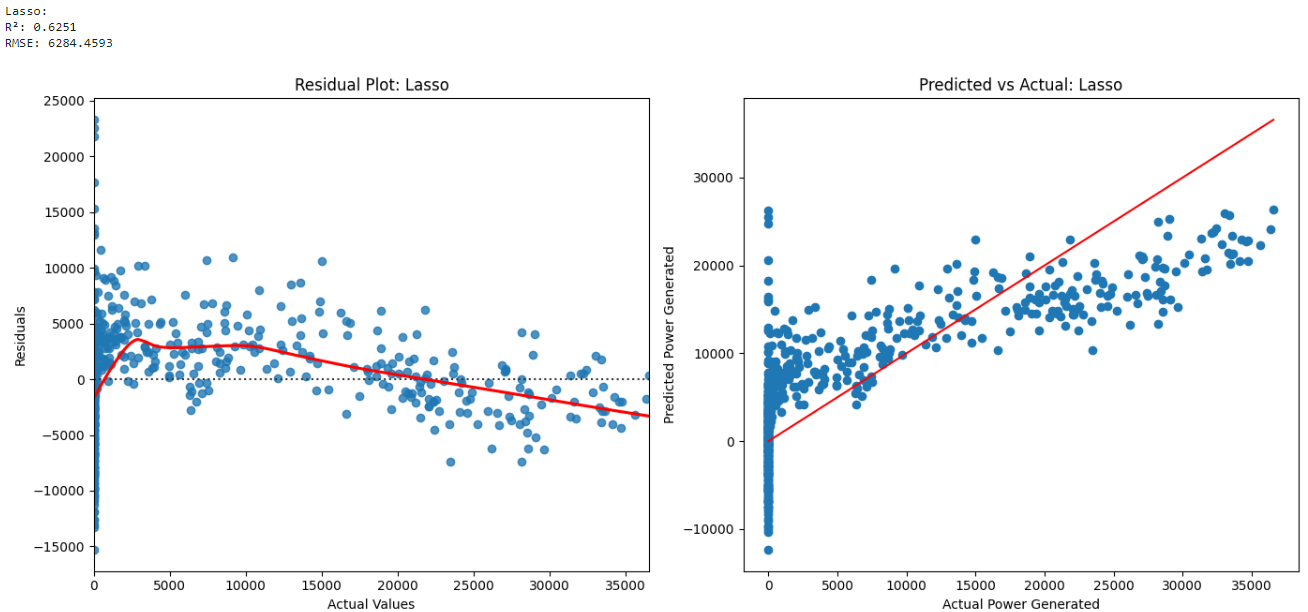 Lasso:
R²: 0.6251
RMSE: 6284.4593
Residual Plot: Lasso
25000
20000
15000
10000
5000
0
−5000
−10000
−15000
Residuals
0 5000 10000 15000 20000 25000 30000 35000
Actual Values
Predicted vs Actual: Lasso
30000
20000
10000
0
−10000
Predicted Power Generated
0 5000 10000 15000 20000 25000 30000 35000
Actual Power Generated